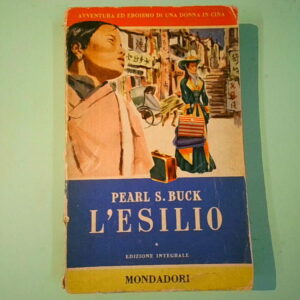 AVVENTURA ED EROISMO DI UNA DONNA IN CINA
PEARL S. BUCK
L'ESILIO
EDIZIONE INTEGRALE
MONDADORI